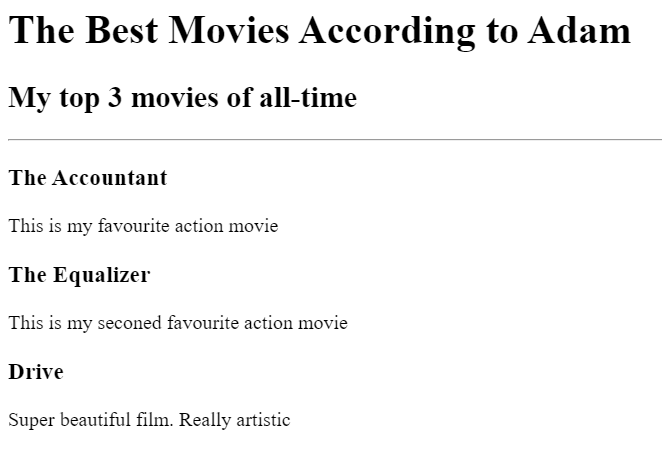 The Best Movies According to Adam
My top 3 movies of all-time
The Accountant
This is my favourite action movie
The Equalizer
This is my seconed favourite action movie
Drive
Super beautiful film. Really artistic